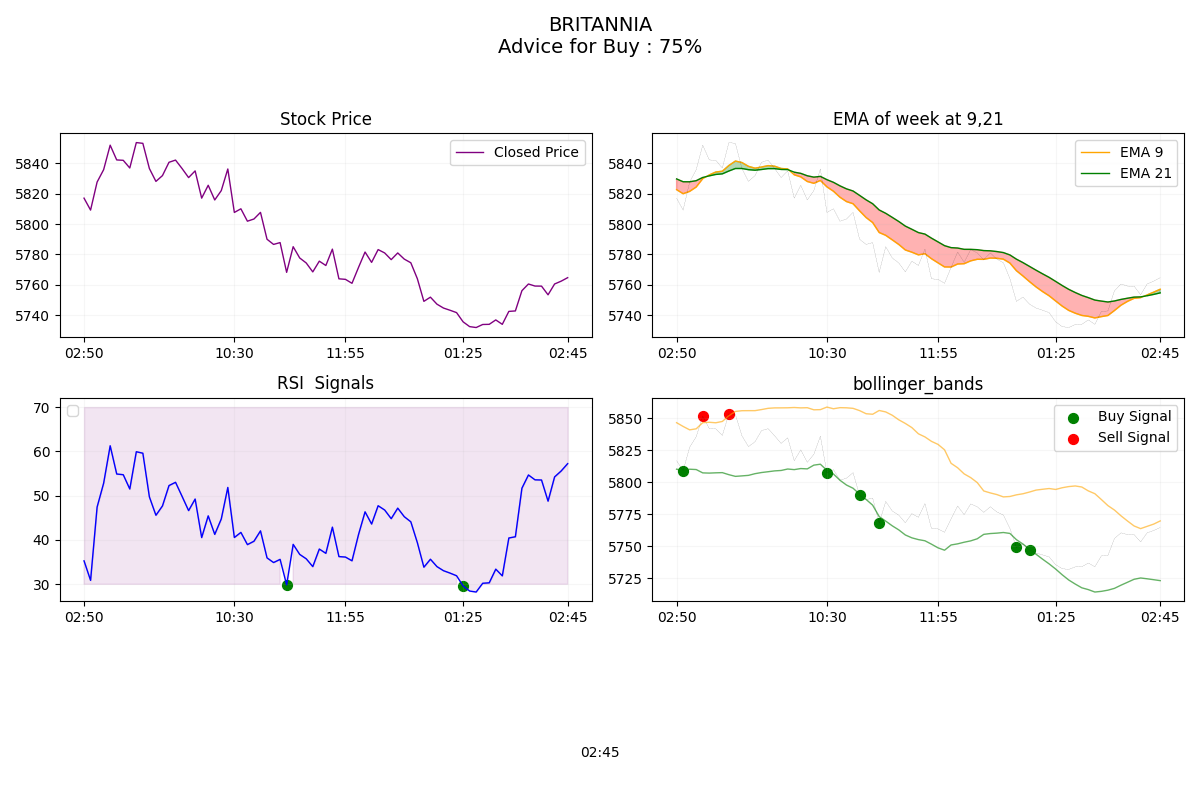 BRITANNIA
Advice for Buy : 75%
Stock Price
Closed Price
5840
5820
5800
5780
5760
5740
02:50 10:30 11:55 01:25 02:45
EMA of week at 9,21
EMA 9
EMA 21
5840
5820
5800
5780
5760
5740
02:50 10:30 11:55 01:25 02:45
RSI  Signals
70
60
50
40
30
02:50 10:30 11:55 01:25 02:45
bollinger_bands
Buy Signal
Sell Signal
5850
5825
5800
5775
5750
5725
02:50 10:30 11:55 01:25 02:45
02:45